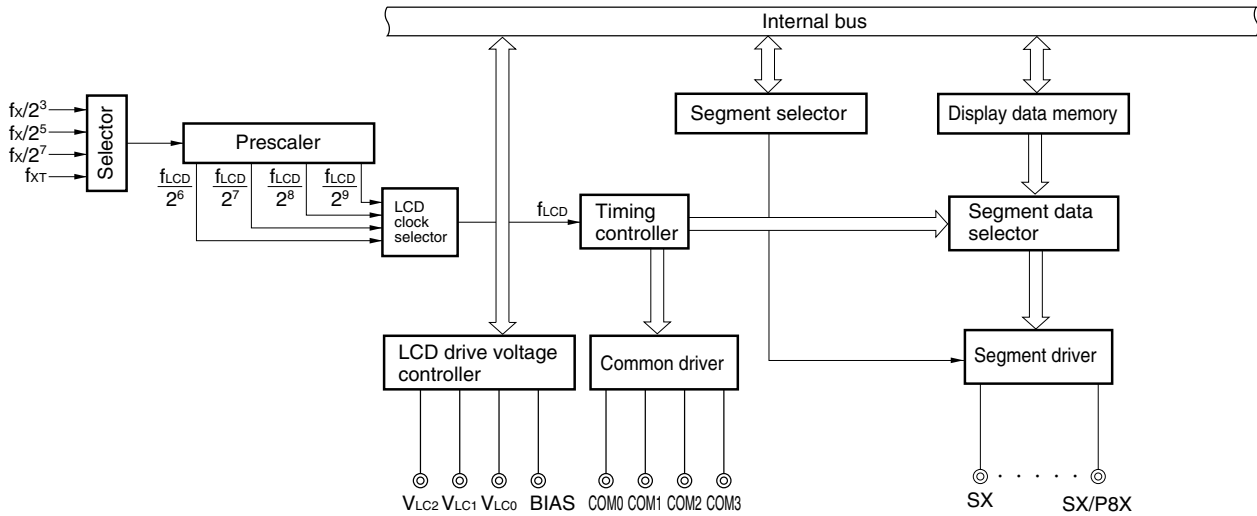 Internal bus
fX/2³
fX/2⁵
fX/2⁷
fXT
Selector
Prescaler
fLCD/2⁶
fLCD/2⁷
fLCD/2⁸
fLCD/2⁹
LCD
clock
selector
fLCD
Timing
controller
Segment selector
Display data memory
Segment data
selector
LCD drive voltage
controller
Common driver
Segment driver
VLC2 VLC1 VLC0 BIAS
COM0 COM1 COM2 COM3
SX · · · · · SX/P8X